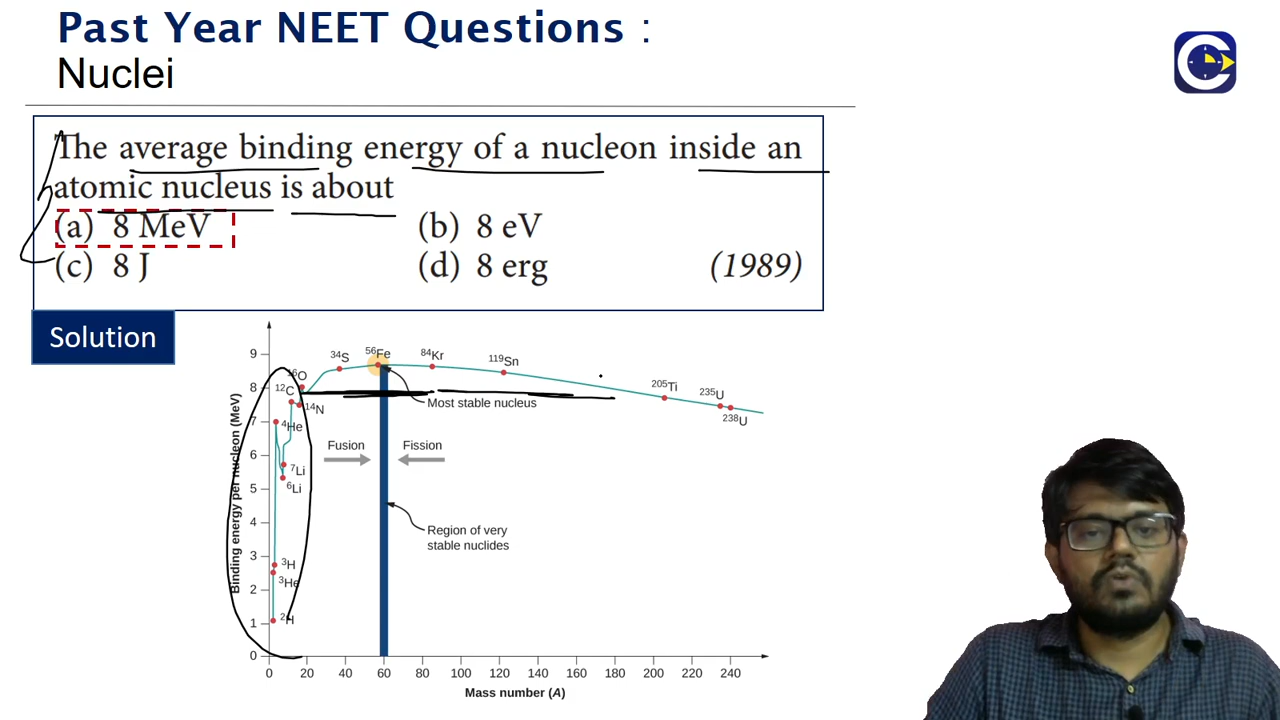 Past Year NEET Questions :
Nuclei
The average binding energy of a nucleon inside an
atomic nucleus is about
(a) 8 MeV (b) 8 eV
(c) 8 J (d) 8 erg (1989)
Solution
Binding energy per nucleon (MeV)
9
8
7
6
5
4
3
2
1
0
³⁴S
⁵⁶Fe
⁸⁴Kr
¹¹⁹Sn
¹⁶O
¹²C
¹⁴N
²⁰⁵Ti
²³⁵U
²³⁸U
⁴He
⁷Li
⁶Li
³H
³He
²H
Most stable nucleus
Fusion Fission
Region of very
stable nuclides
0 20 40 60 80 100 120 140 160 180 200 220 240
Mass number (A)